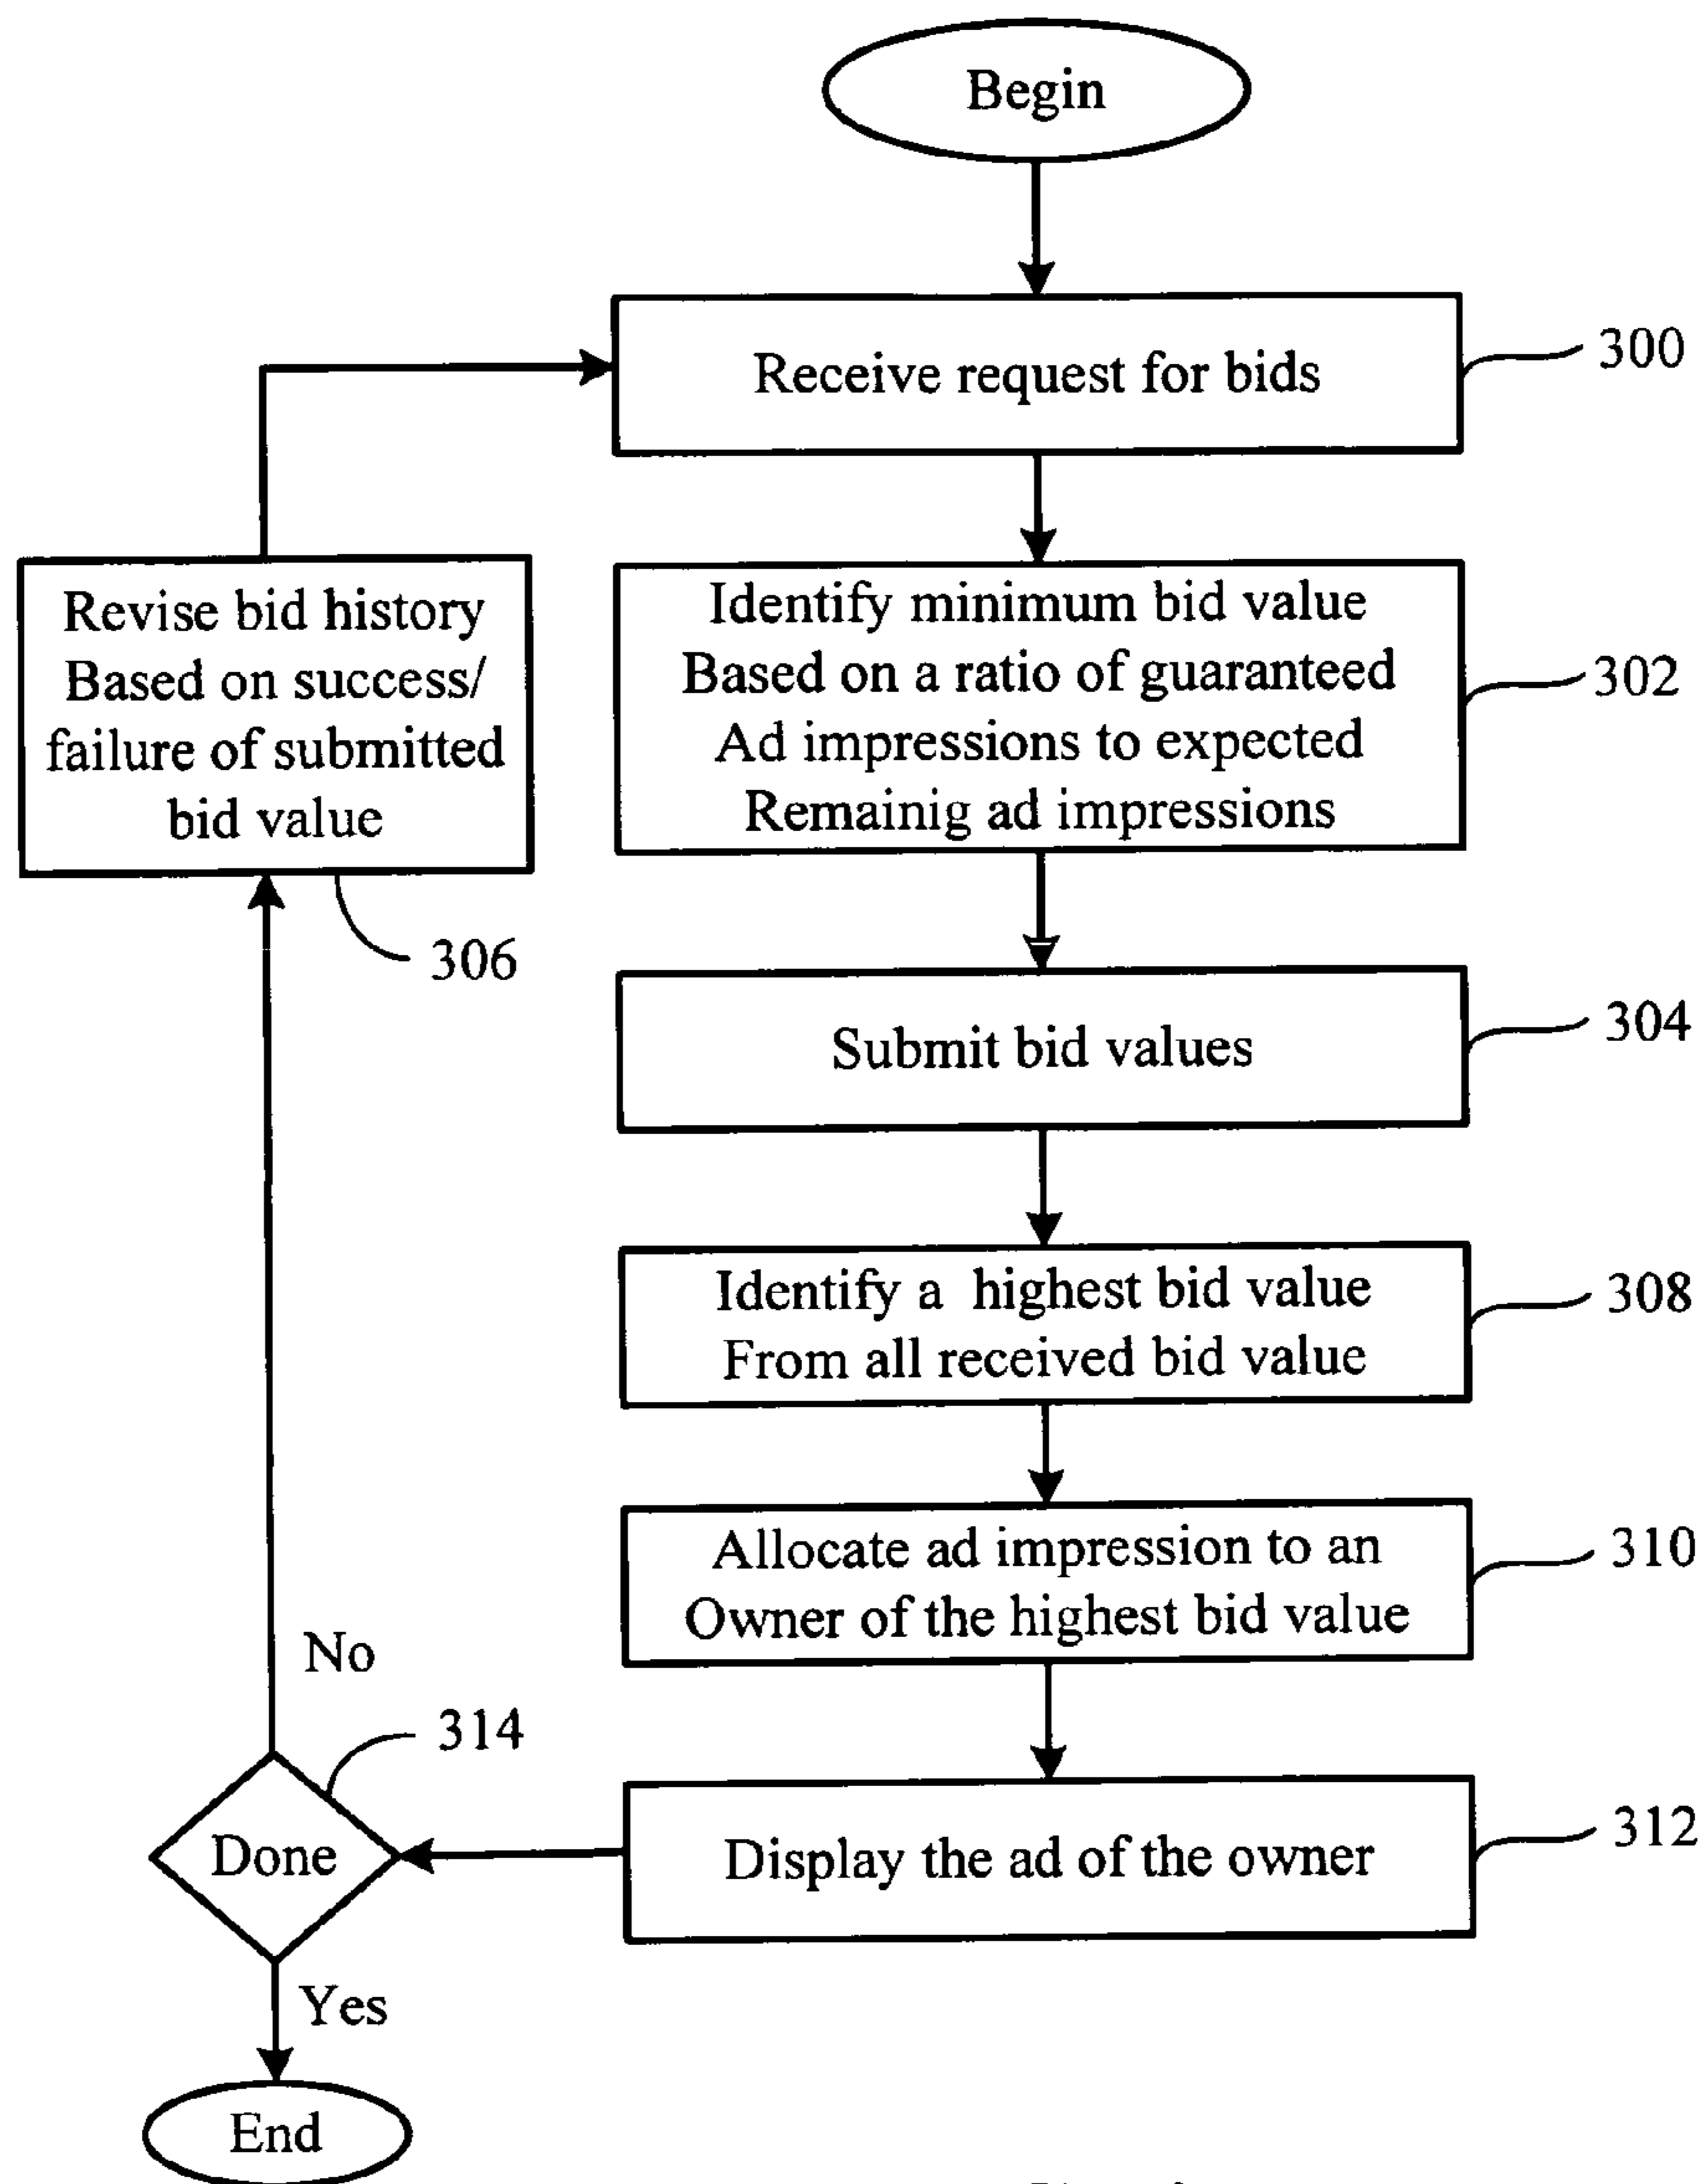 Begin
Receive request for bids
300
Identify minimum bid value
Based on a ratio of guaranteed
Ad impressions to expected
Remainig ad impressions
302
Revise bid history
Based on success/
failure of submitted
bid value
306
Submit bid values
304
Identify a highest bid value
From all received bid value
308
Allocate ad impression to an
Owner of the highest bid value
310
No
314
Done
Display the ad of the owner
312
Yes
End